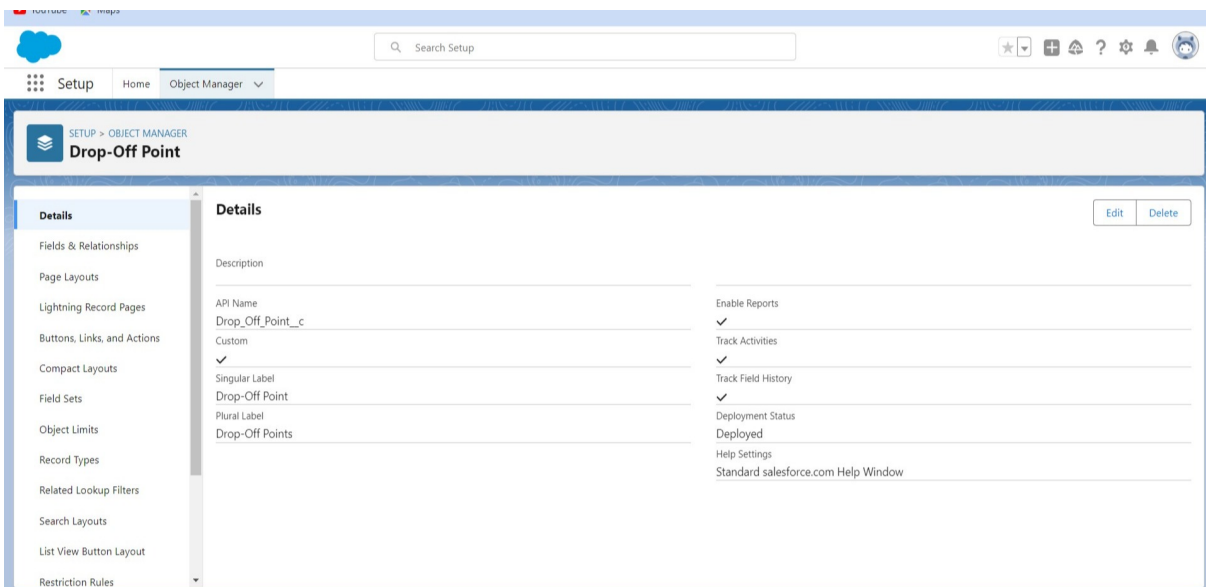 YouTube Maps
Search Setup
Setup Home Object Manager
SETUP > OBJECT MANAGER
Drop-Off Point
Details
Fields & Relationships
Page Layouts
Lightning Record Pages
Buttons, Links, and Actions
Compact Layouts
Field Sets
Object Limits
Record Types
Related Lookup Filters
Search Layouts
List View Button Layout
Restriction Rules
Details
Edit Delete
Description
API Name
Drop_Off_Point__c
Custom
Singular Label
Drop-Off Point
Plural Label
Drop-Off Points
Enable Reports
Track Activities
Track Field History
Deployment Status
Deployed
Help Settings
Standard salesforce.com Help Window